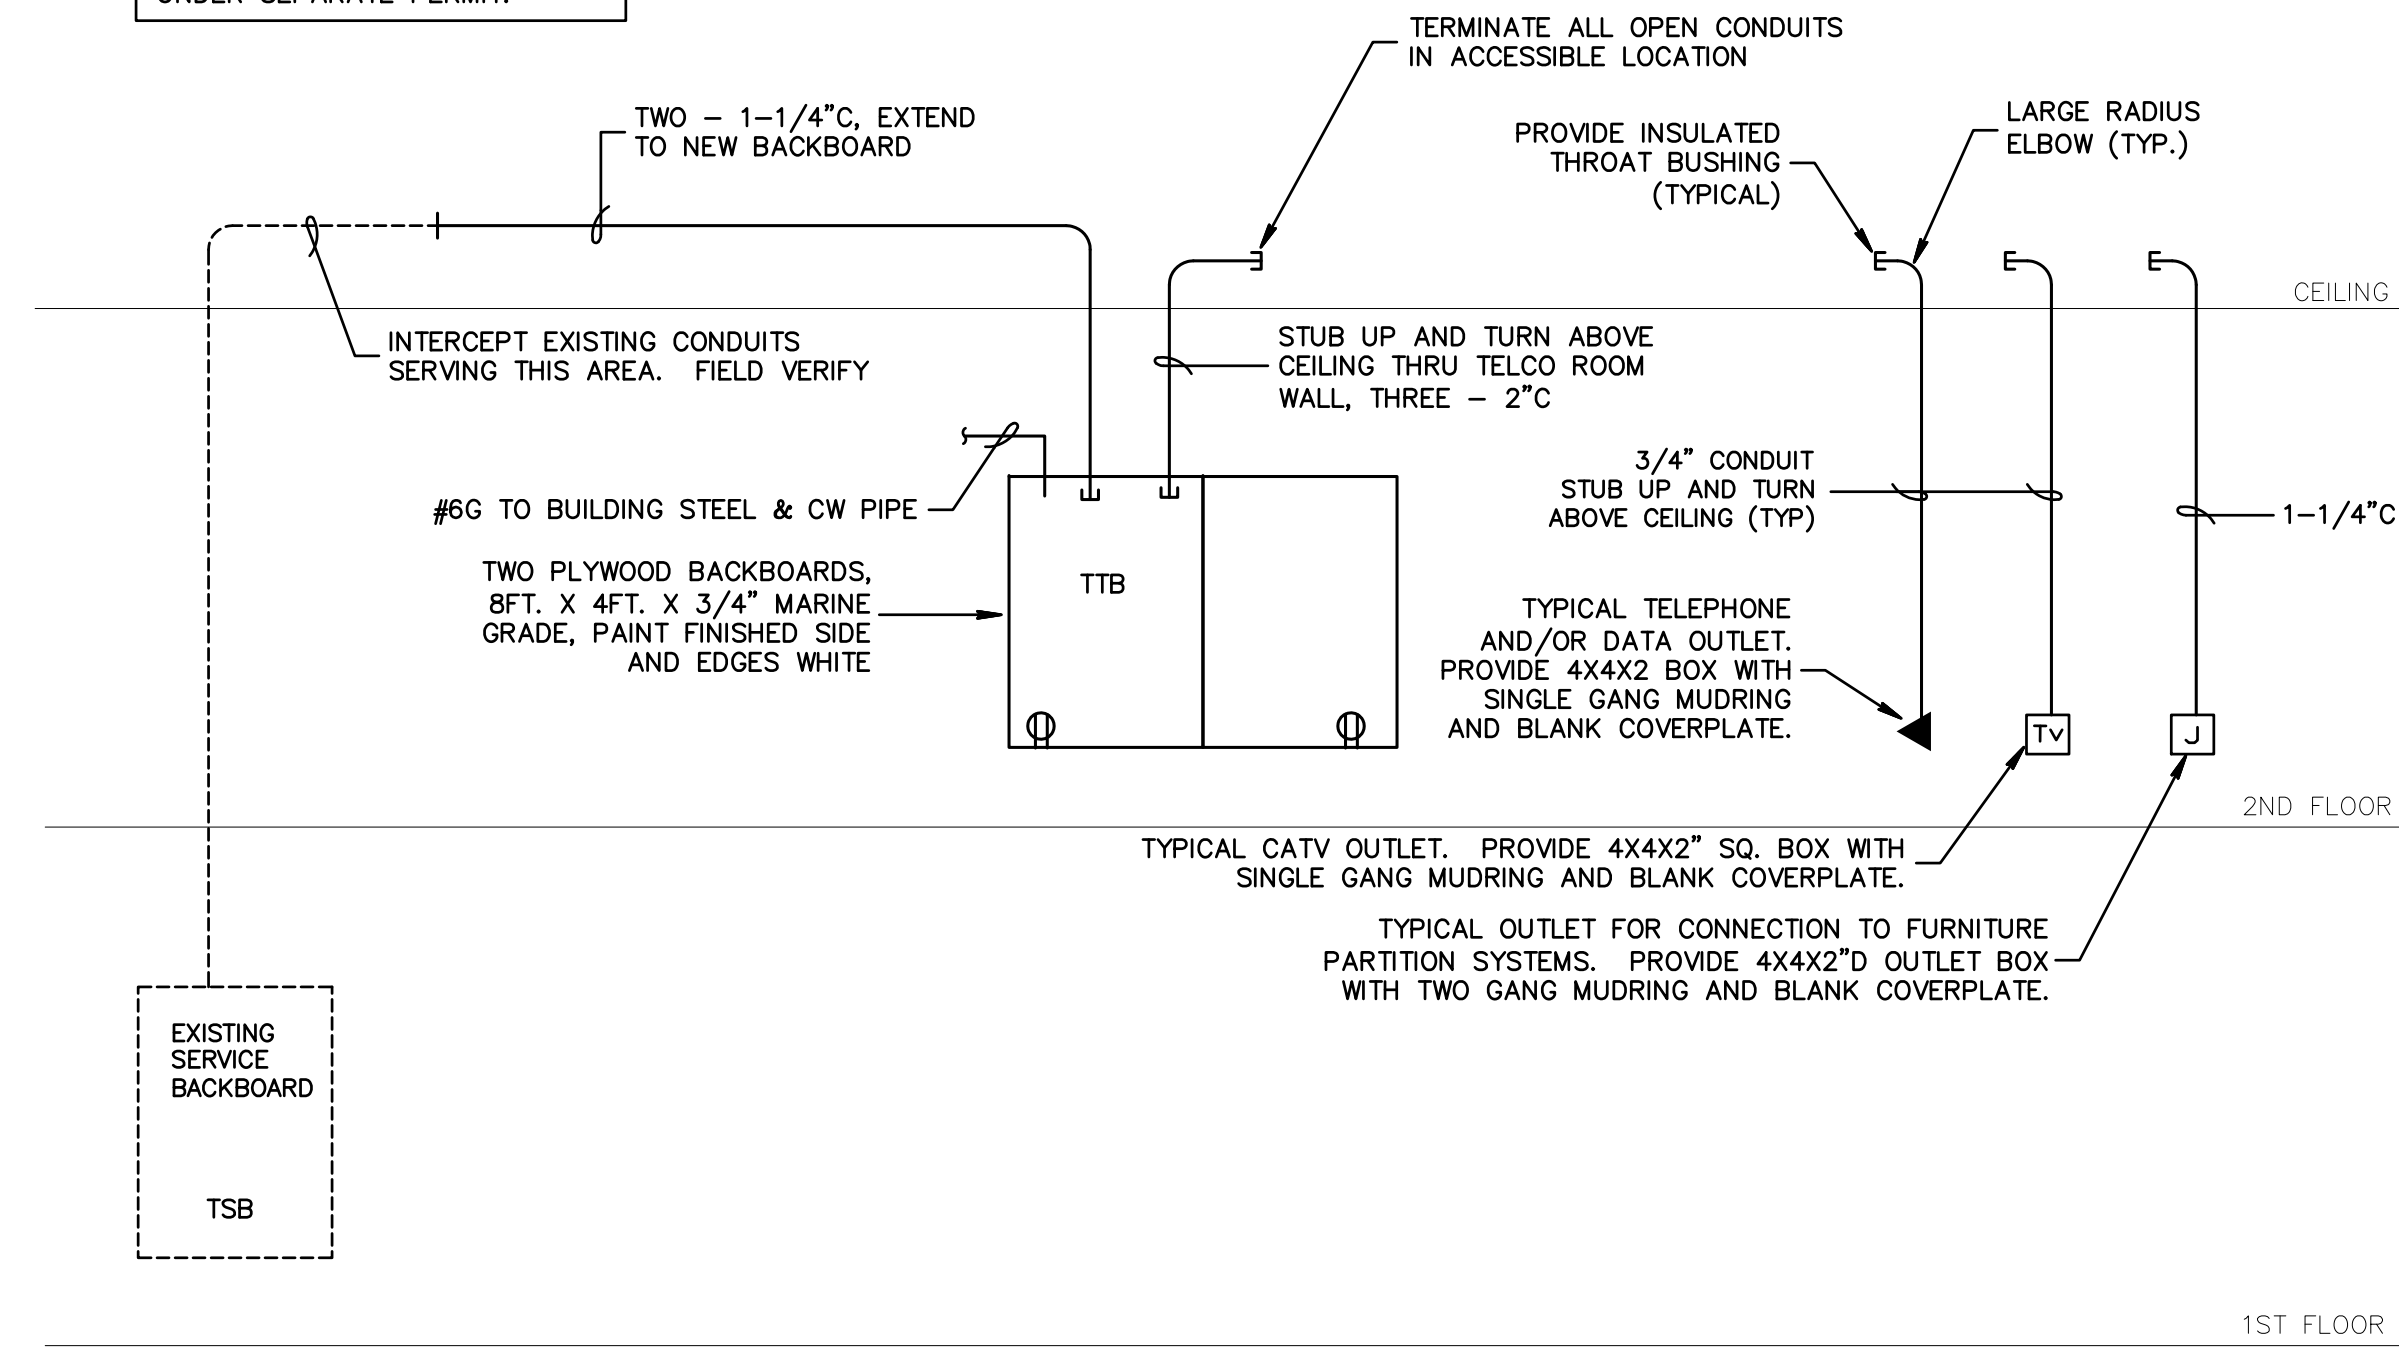 UNDER SEPARATE PERMIT.
TERMINATE ALL OPEN CONDUITS
IN ACCESSIBLE LOCATION
TWO – 1–1/4”C, EXTEND
TO NEW BACKBOARD
PROVIDE INSULATED
THROAT BUSHING
(TYPICAL)
LARGE RADIUS
ELBOW (TYP.)
CEILING
INTERCEPT EXISTING CONDUITS
SERVING THIS AREA.  FIELD VERIFY
STUB UP AND TURN ABOVE
CEILING THRU TELCO ROOM
WALL, THREE – 2”C
#6G TO BUILDING STEEL & CW PIPE
3/4” CONDUIT
STUB UP AND TURN
ABOVE CEILING (TYP)
1–1/4”C
TWO PLYWOOD BACKBOARDS,
8FT. X 4FT. X 3/4” MARINE
GRADE, PAINT FINISHED SIDE
AND EDGES WHITE
TTB
TYPICAL TELEPHONE
AND/OR DATA OUTLET.
PROVIDE 4X4X2 BOX WITH
SINGLE GANG MUDRING
AND BLANK COVERPLATE.
Tv
J
2ND FLOOR
TYPICAL CATV OUTLET.  PROVIDE 4X4X2” SQ. BOX WITH
SINGLE GANG MUDRING AND BLANK COVERPLATE.
TYPICAL OUTLET FOR CONNECTION TO FURNITURE
PARTITION SYSTEMS.  PROVIDE 4X4X2”D OUTLET BOX
WITH TWO GANG MUDRING AND BLANK COVERPLATE.
EXISTING
SERVICE
BACKBOARD
TSB
1ST FLOOR